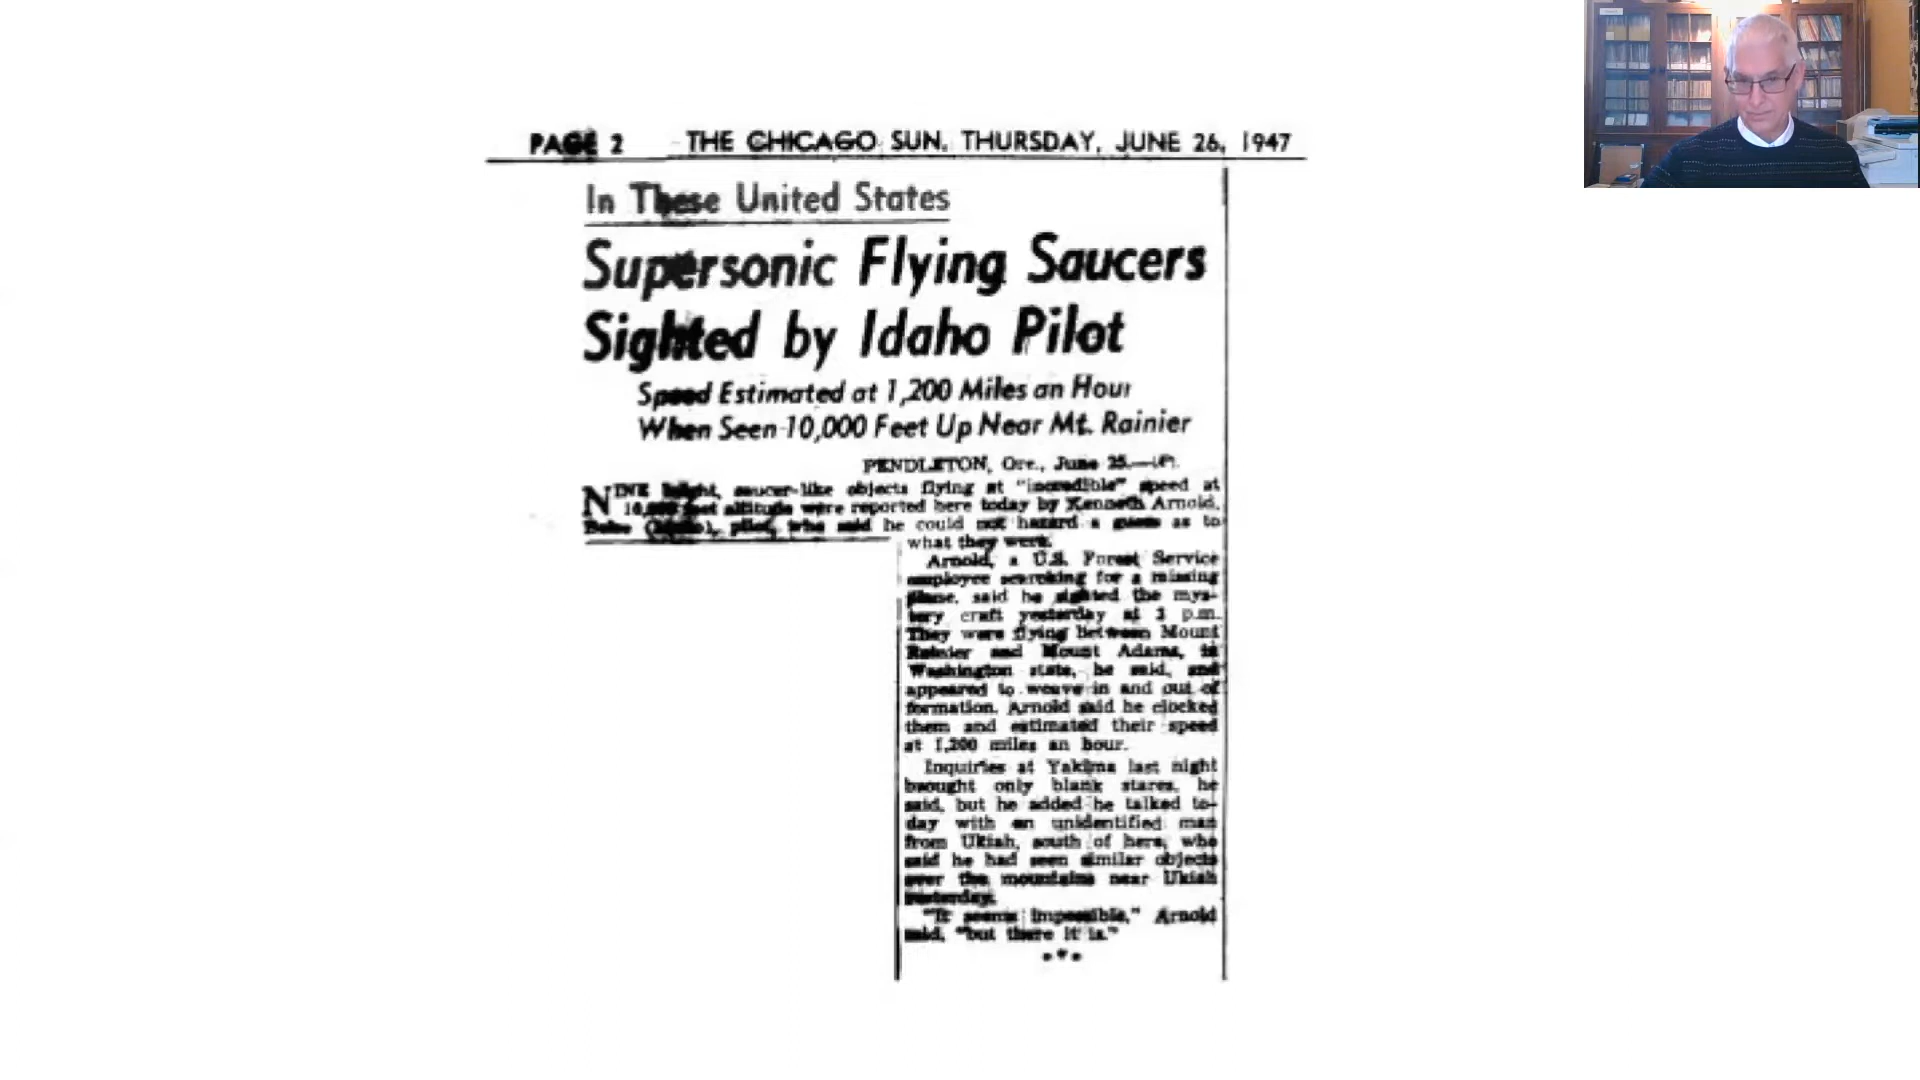 PAGE 2 THE CHICAGO SUN, THURSDAY, JUNE 26, 1947
In These United States
Supersonic Flying Saucers
Sighted by Idaho Pilot
Speed Estimated at 1,200 Miles an Hour
When Seen 10,000 Feet Up Near Mt. Rainier
PENDLETON, Ore., June 25.—
NINE bright, saucer-like objects flying at "incredible" speed at
10,000 feet altitude were reported here today by Kenneth Arnold,
Boise (Idaho), pilot, who said he could not hazard a guess as to
what they were.
Arnold, a U.S. Forest Service
employee searching for a missing
plane, said he sighted the mys-
tery craft yesterday at 3 p.m.
They were flying between Mount
Rainier and Mount Adams, in
Washington state, he said, and
appeared to weave in and out of
formation. Arnold said he clocked
them and estimated their speed
at 1,200 miles an hour.
Inquiries at Yakima last night
brought only blank stares, he
said, but he added he talked to-
day with an unidentified man
from Ukiah, south of here, who
said he had seen similar objects
over the mountains near Ukiah
yesterday.
"It seems impossible," Arnold
said, "but there it is."